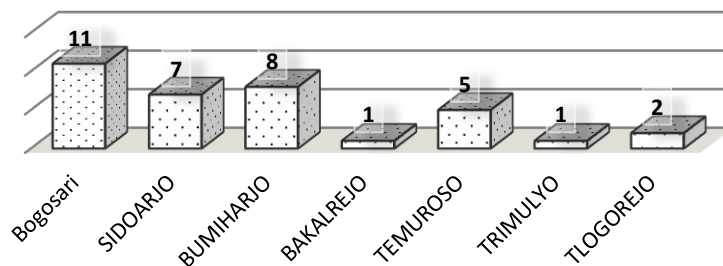 11
7
8
1
5
1
2
Bogosari
SIDOARJO
BUMIHARJO
BAKALREJO
TEMUROSO
TRIMULYO
TLOGOREJO